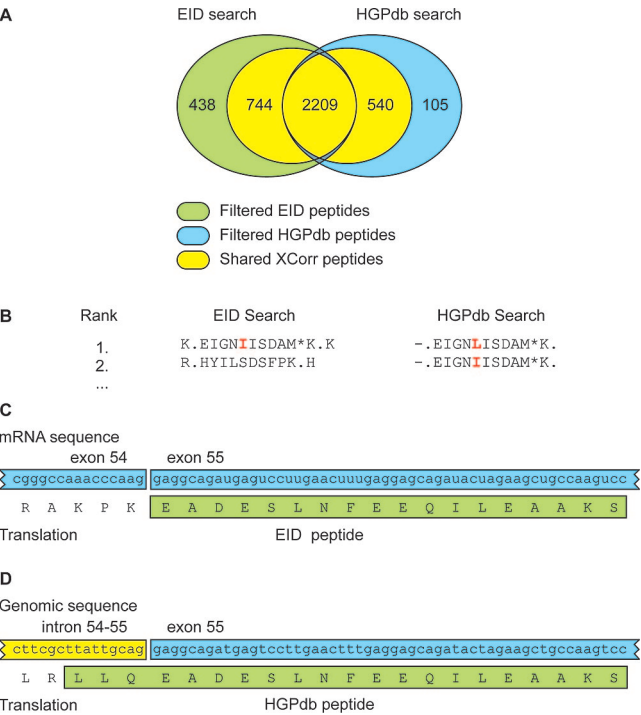 A
EID search HGPdb search
438 744 2209 540 105
Filtered EID peptides
Filtered HGPdb peptides
Shared XCorr peptides
B Rank EID Search HGPdb Search
1. K.EIGNIISDAM*K.K -.EIGNLISDAM*K.
2. R.HYILSDSFPK.H -.EIGNIISDAM*K.
...
C
mRNA sequence
exon 54 exon 55
cgggccaaacccaag gaggcagaugaguccuugaacuuugaggagcagauacuagaagcugccaagucc
R A K P K E A D E S L N F E E Q I L E A A K S
Translation EID peptide
D
Genomic sequence
intron 54-55 exon 55
cttcgcttattgcag gaggcagatgagtccttgaactttgaggagcagatactagaagctgccaagtcc
L R L L Q E A D E S L N F E E Q I L E A A K S
Translation HGPdb peptide